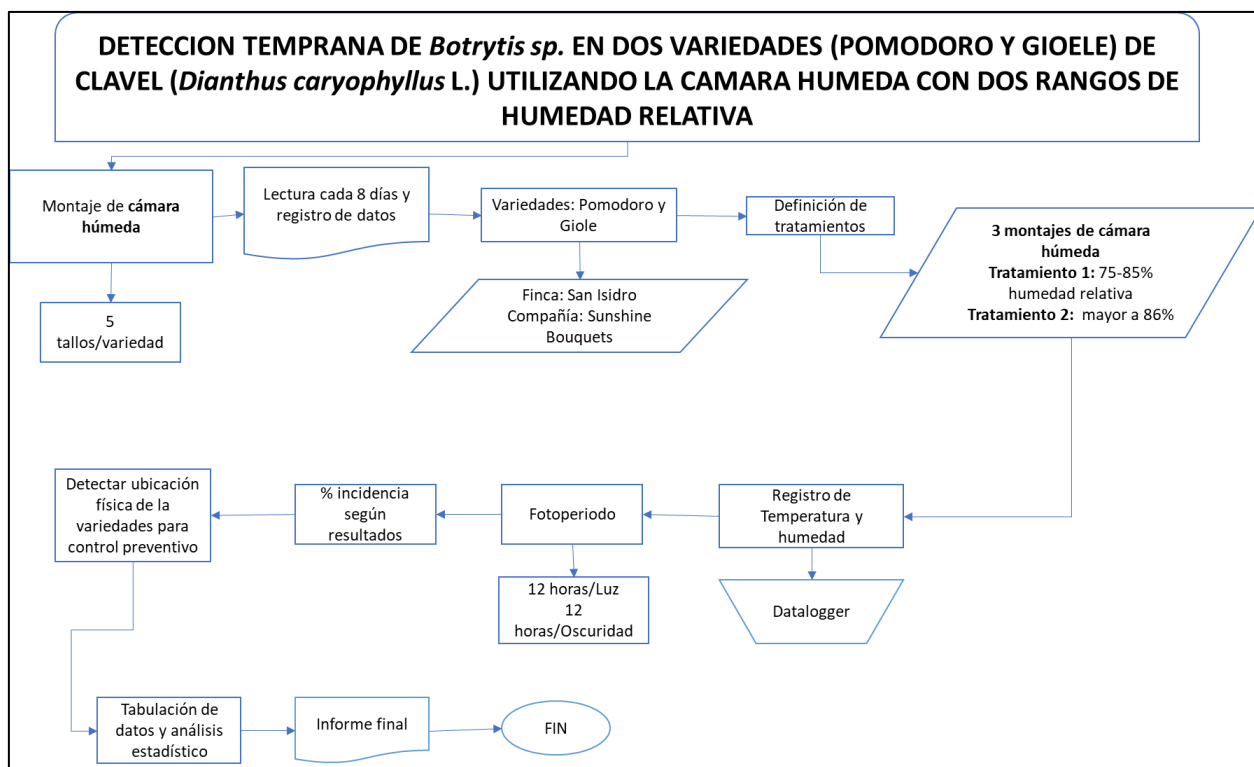 DETECCION TEMPRANA DE Botrytis sp. EN DOS VARIEDADES (POMODORO Y GIOELE) DE
CLAVEL (Dianthus caryophyllus L.) UTILIZANDO LA CAMARA HUMEDA CON DOS RANGOS DE
HUMEDAD RELATIVA
Montaje de cámara
húmeda
Lectura cada 8 días y
registro de datos
Variedades: Pomodoro y
Giole
Definición de
tratamientos
3 montajes de cámara
húmeda
Tratamiento 1: 75-85%
humedad relativa
Tratamiento 2: mayor a 86%
5
tallos/variedad
Finca: San Isidro
Compañía: Sunshine
Bouquets
Detectar ubicación
física de la
variedades para
control preventivo
% incidencia
según
resultados
Fotoperiodo
Registro de
Temperatura y
humedad
12 horas/Luz
12
horas/Oscuridad
Datalogger
Tabulación de
datos y análisis
estadístico
Informe final
FIN